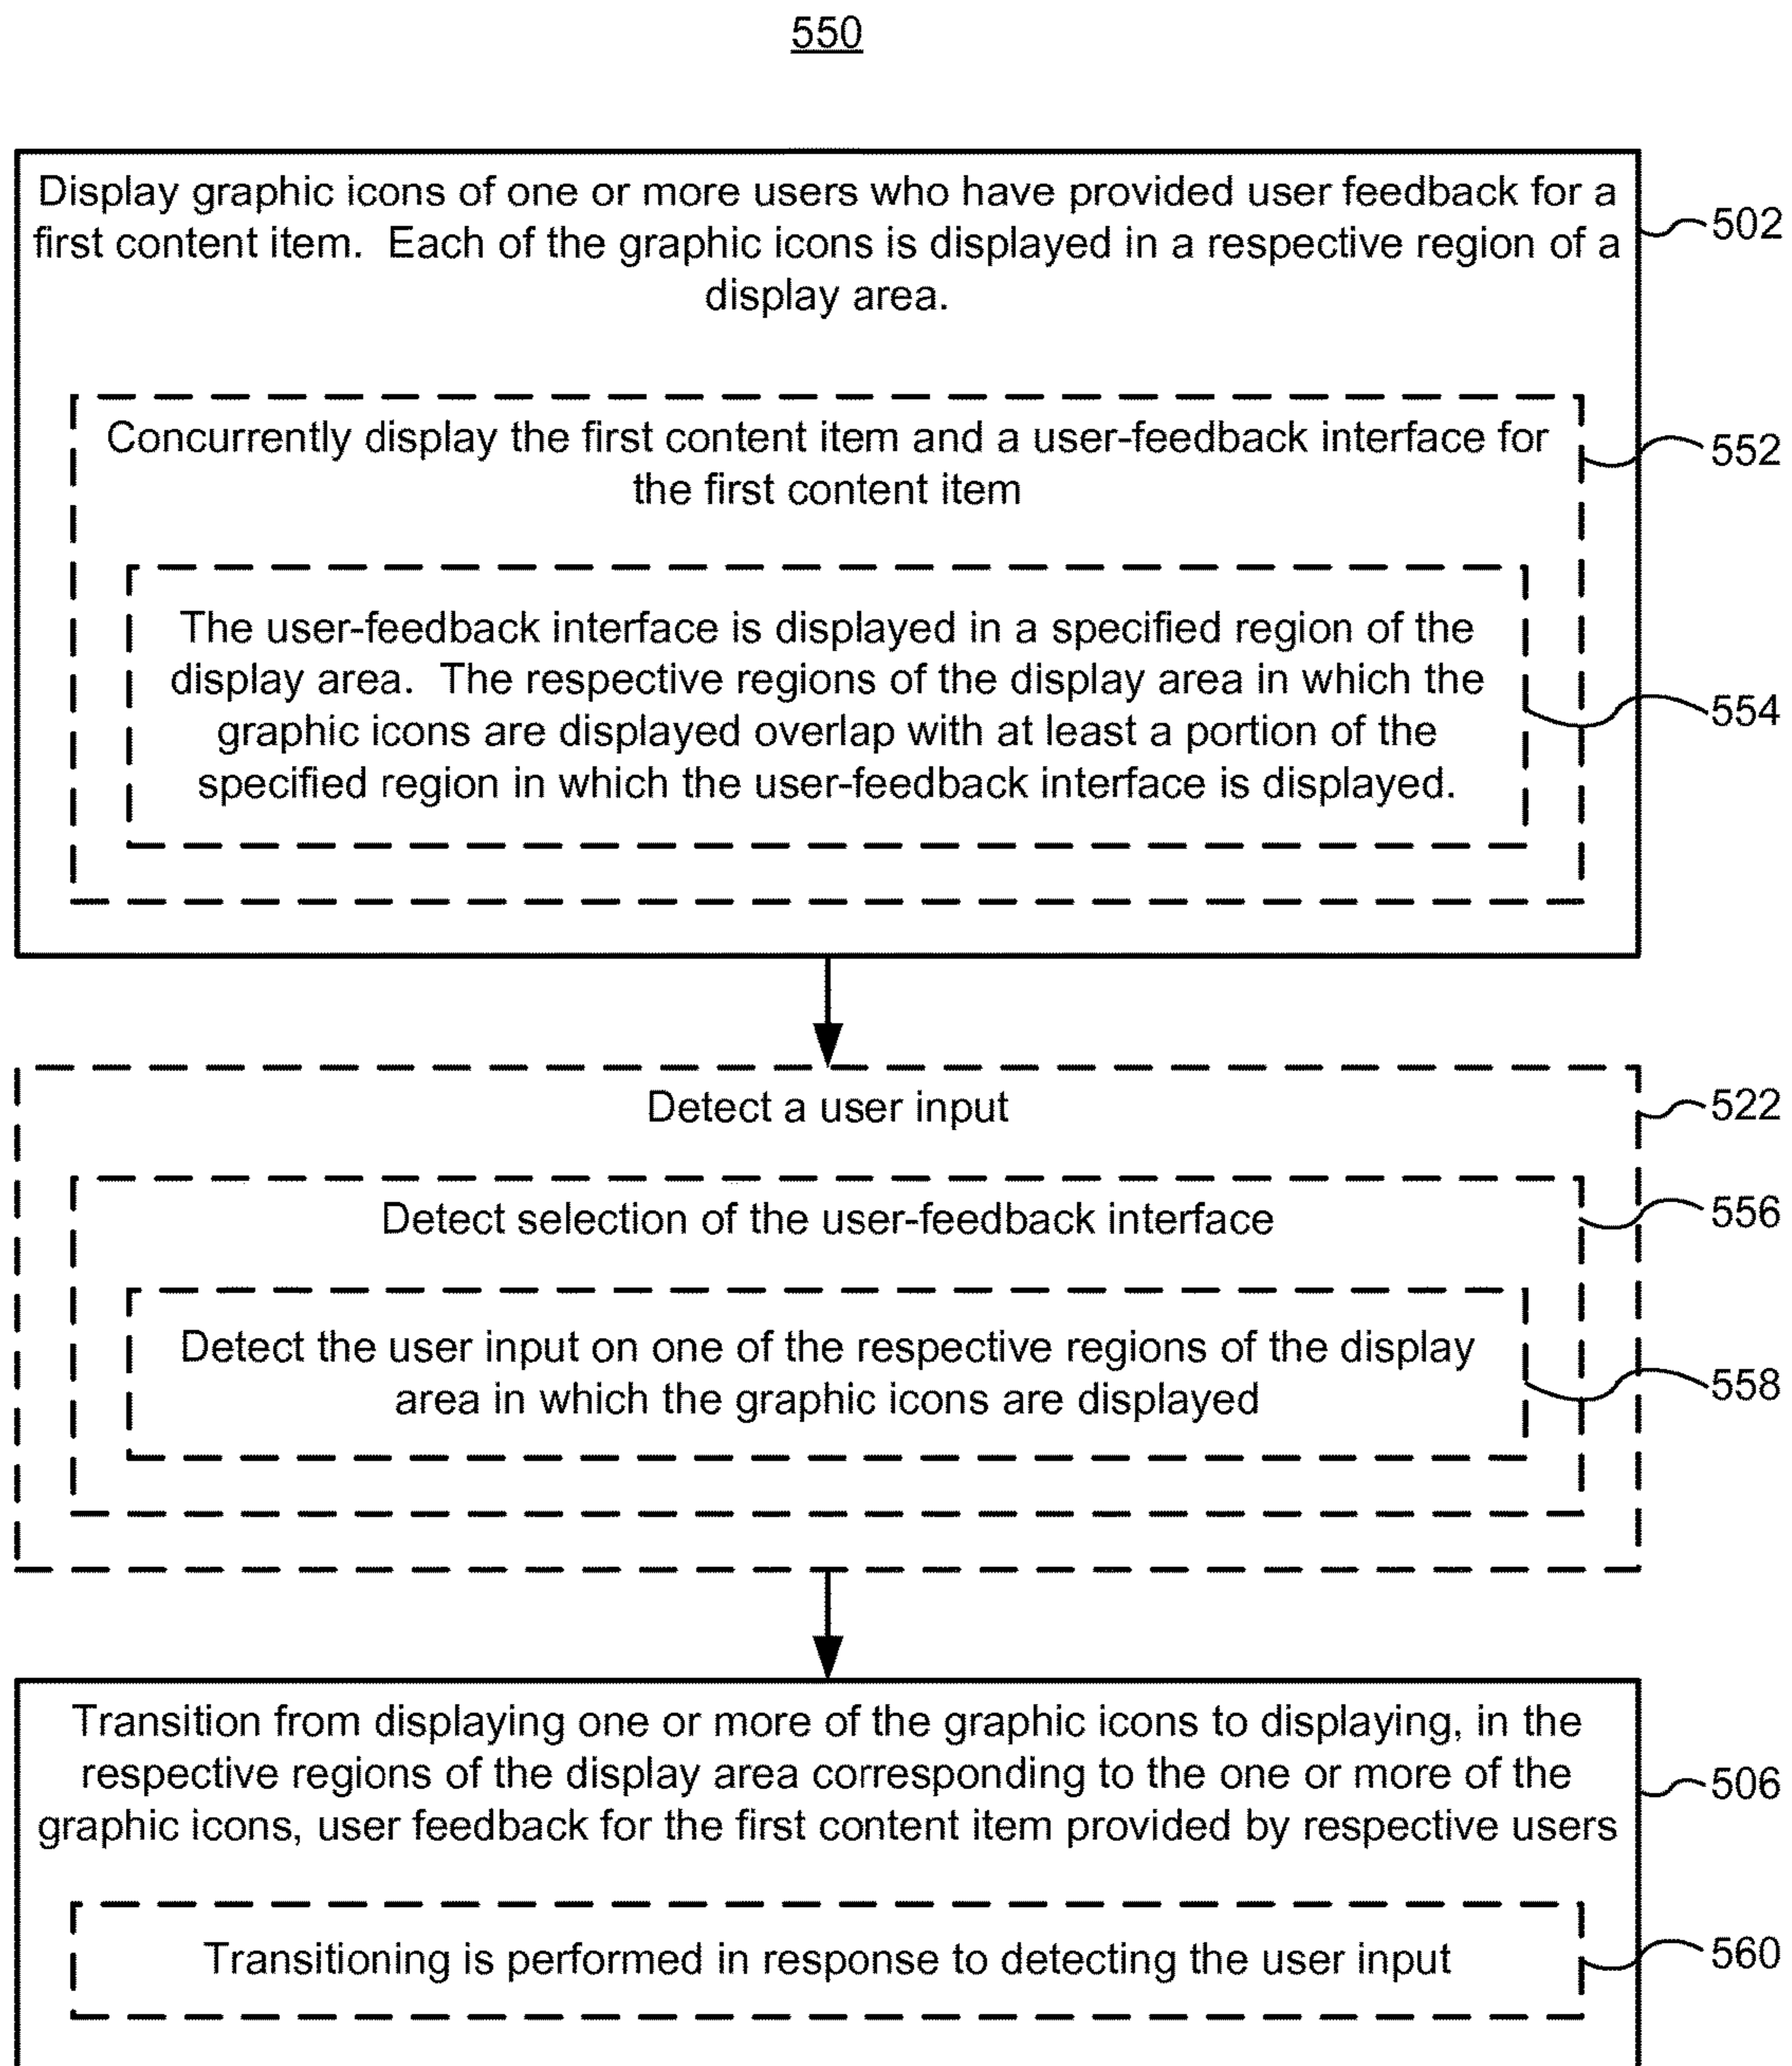 550
Display graphic icons of one or more users who have provided user feedback for a
first content item.  Each of the graphic icons is displayed in a respective region of a
display area.
502
Concurrently display the first content item and a user-feedback interface for
the first content item
552
The user-feedback interface is displayed in a specified region of the
display area.  The respective regions of the display area in which the
graphic icons are displayed overlap with at least a portion of the
specified region in which the user-feedback interface is displayed.
554
Detect a user input
522
Detect selection of the user-feedback interface
556
Detect the user input on one of the respective regions of the display
area in which the graphic icons are displayed
558
Transition from displaying one or more of the graphic icons to displaying, in the
respective regions of the display area corresponding to the one or more of the
graphic icons, user feedback for the first content item provided by respective users
506
Transitioning is performed in response to detecting the user input
560